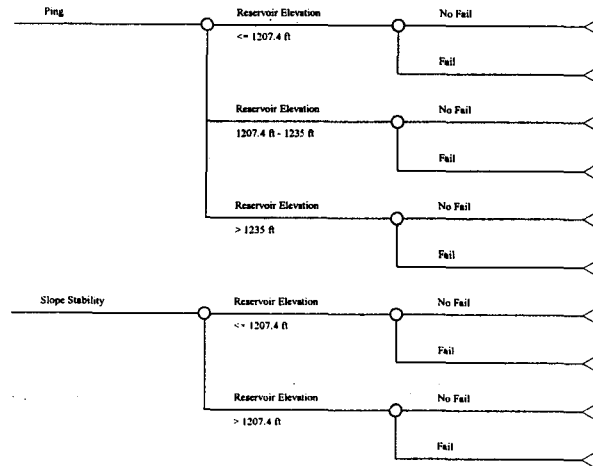 Ping
Reservoir Elevation
No Fail
<= 1207.4 ft
Fail
Reservoir Elevation
No Fail
1207.4 ft - 1235 ft
Fail
Reservoir Elevation
No Fail
> 1235 ft
Fail
Slope Stability
Reservoir Elevation
No Fail
<= 1207.4 ft
Fail
Reservoir Elevation
No Fail
> 1207.4 ft
Fail